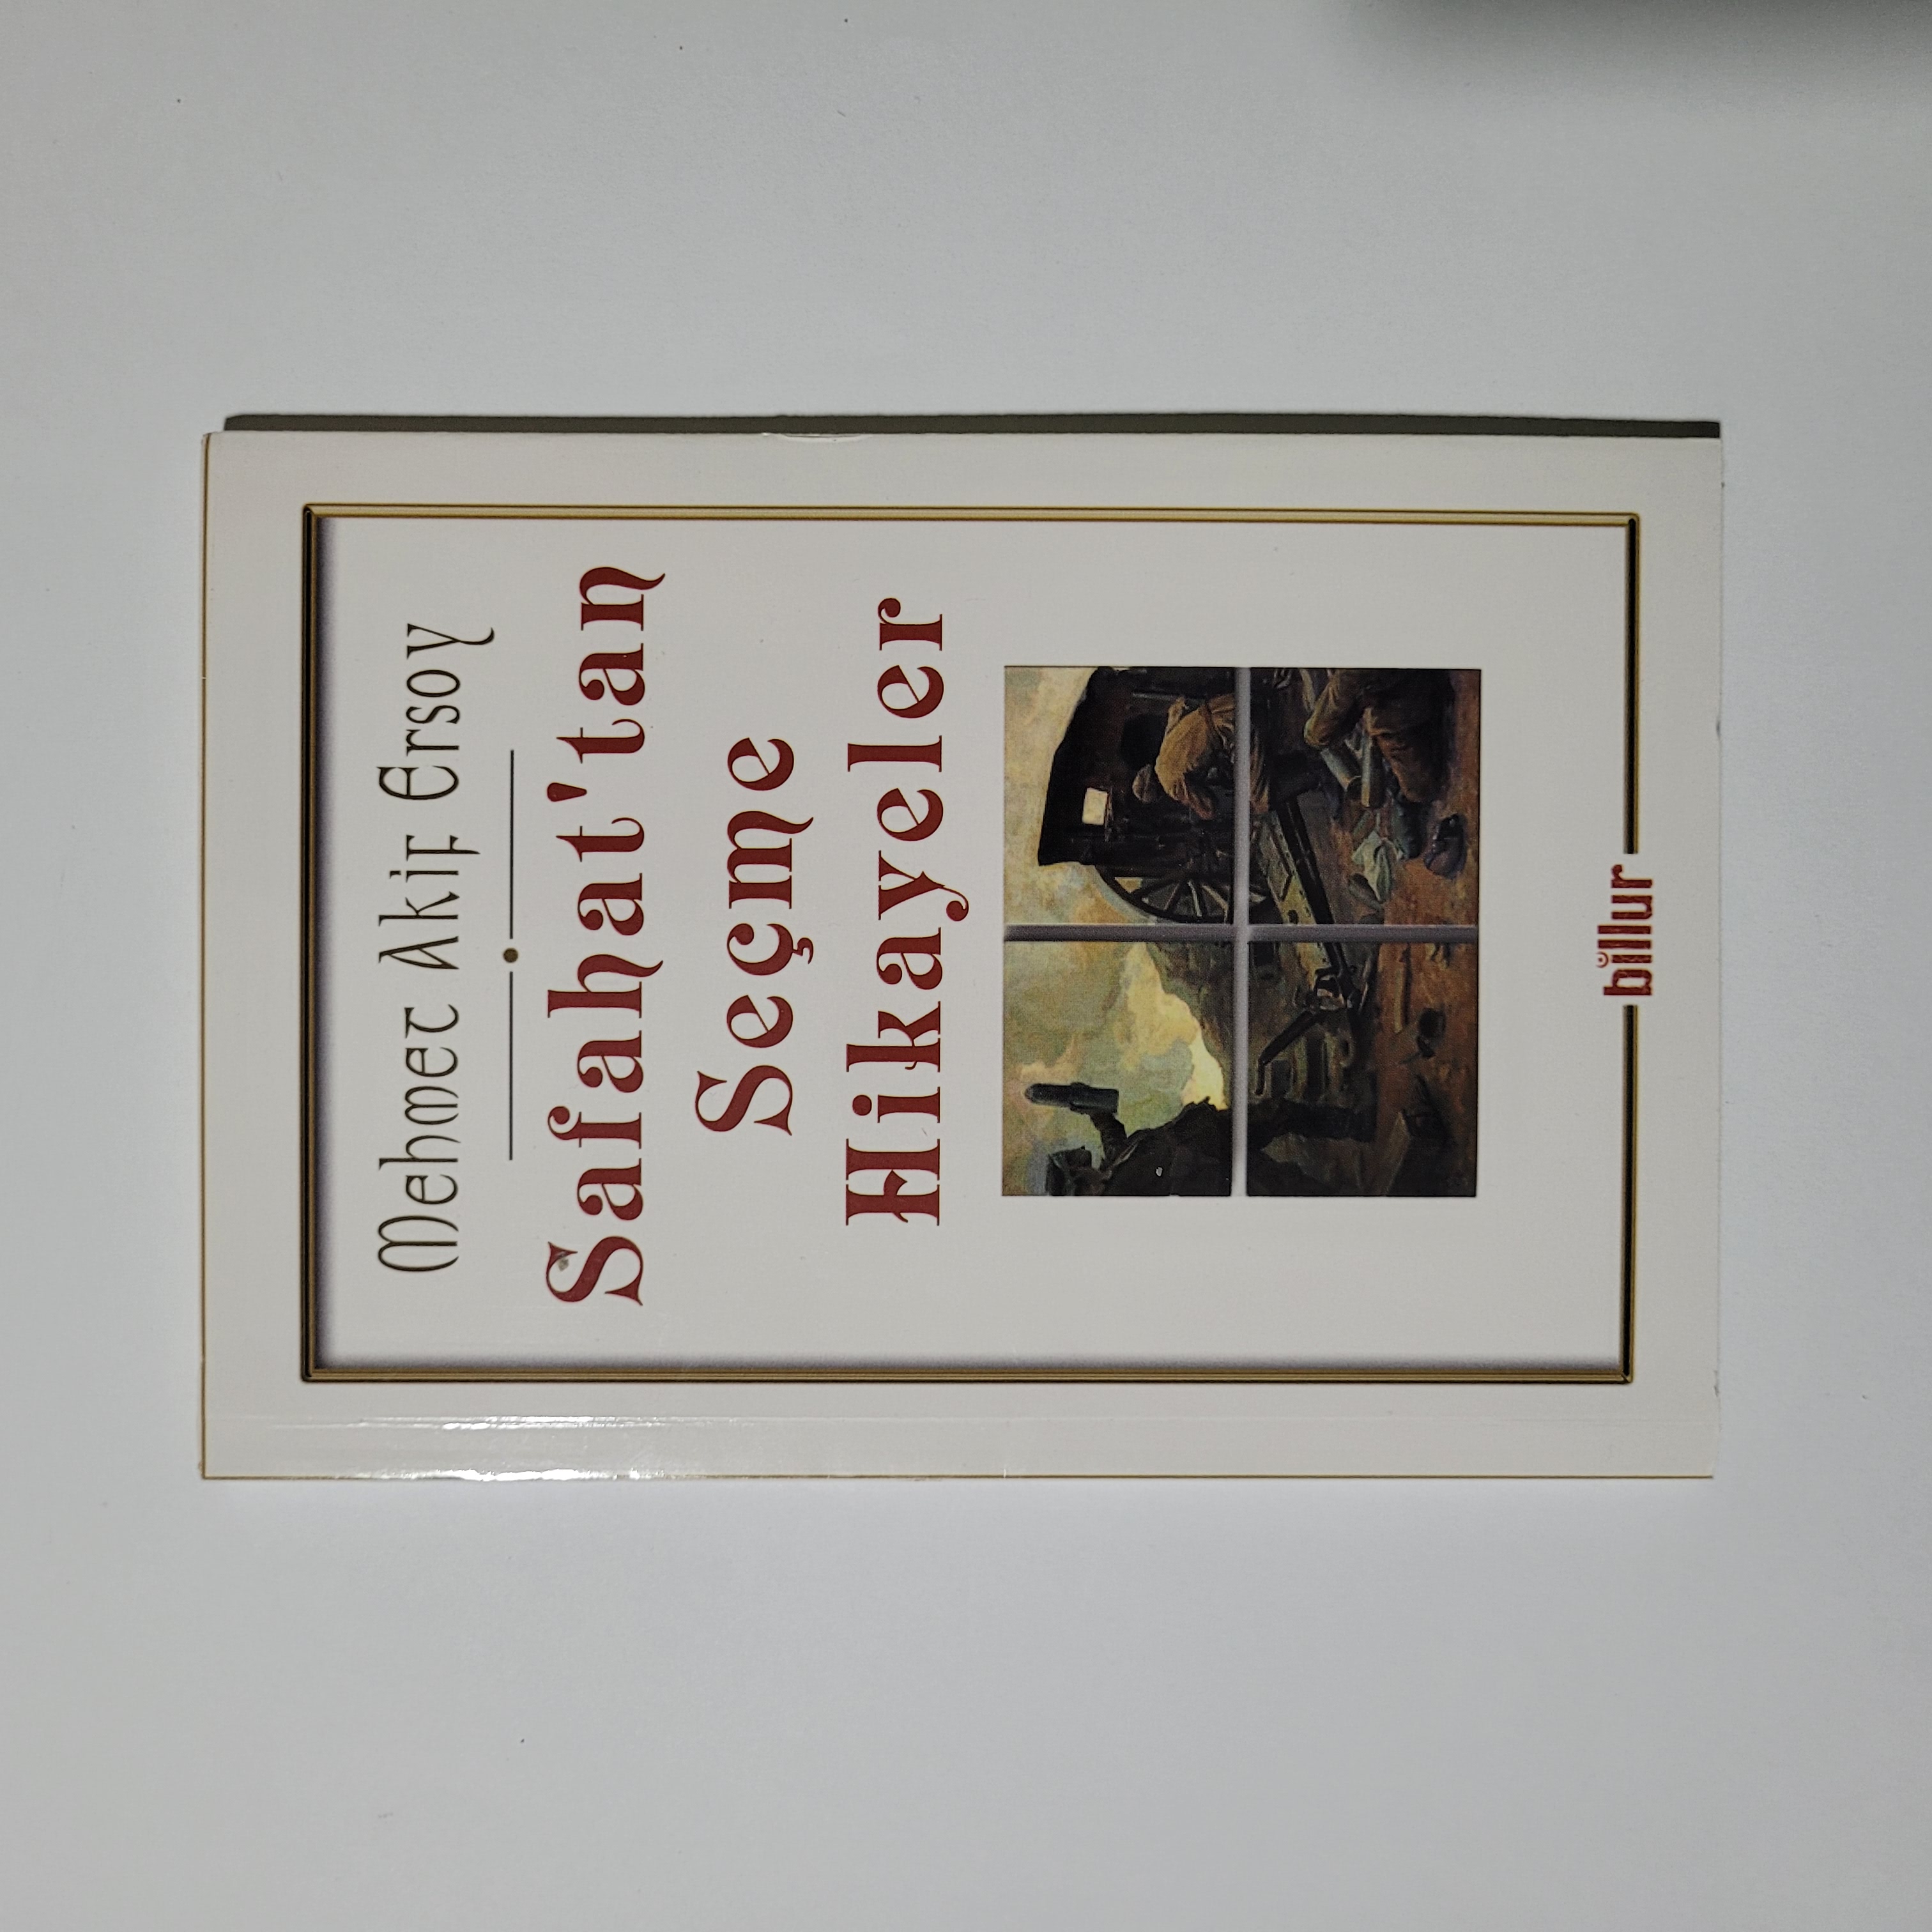 Mehmet Akif Ersoy
Safahat'tan
Seçme
Hikayeler
billur